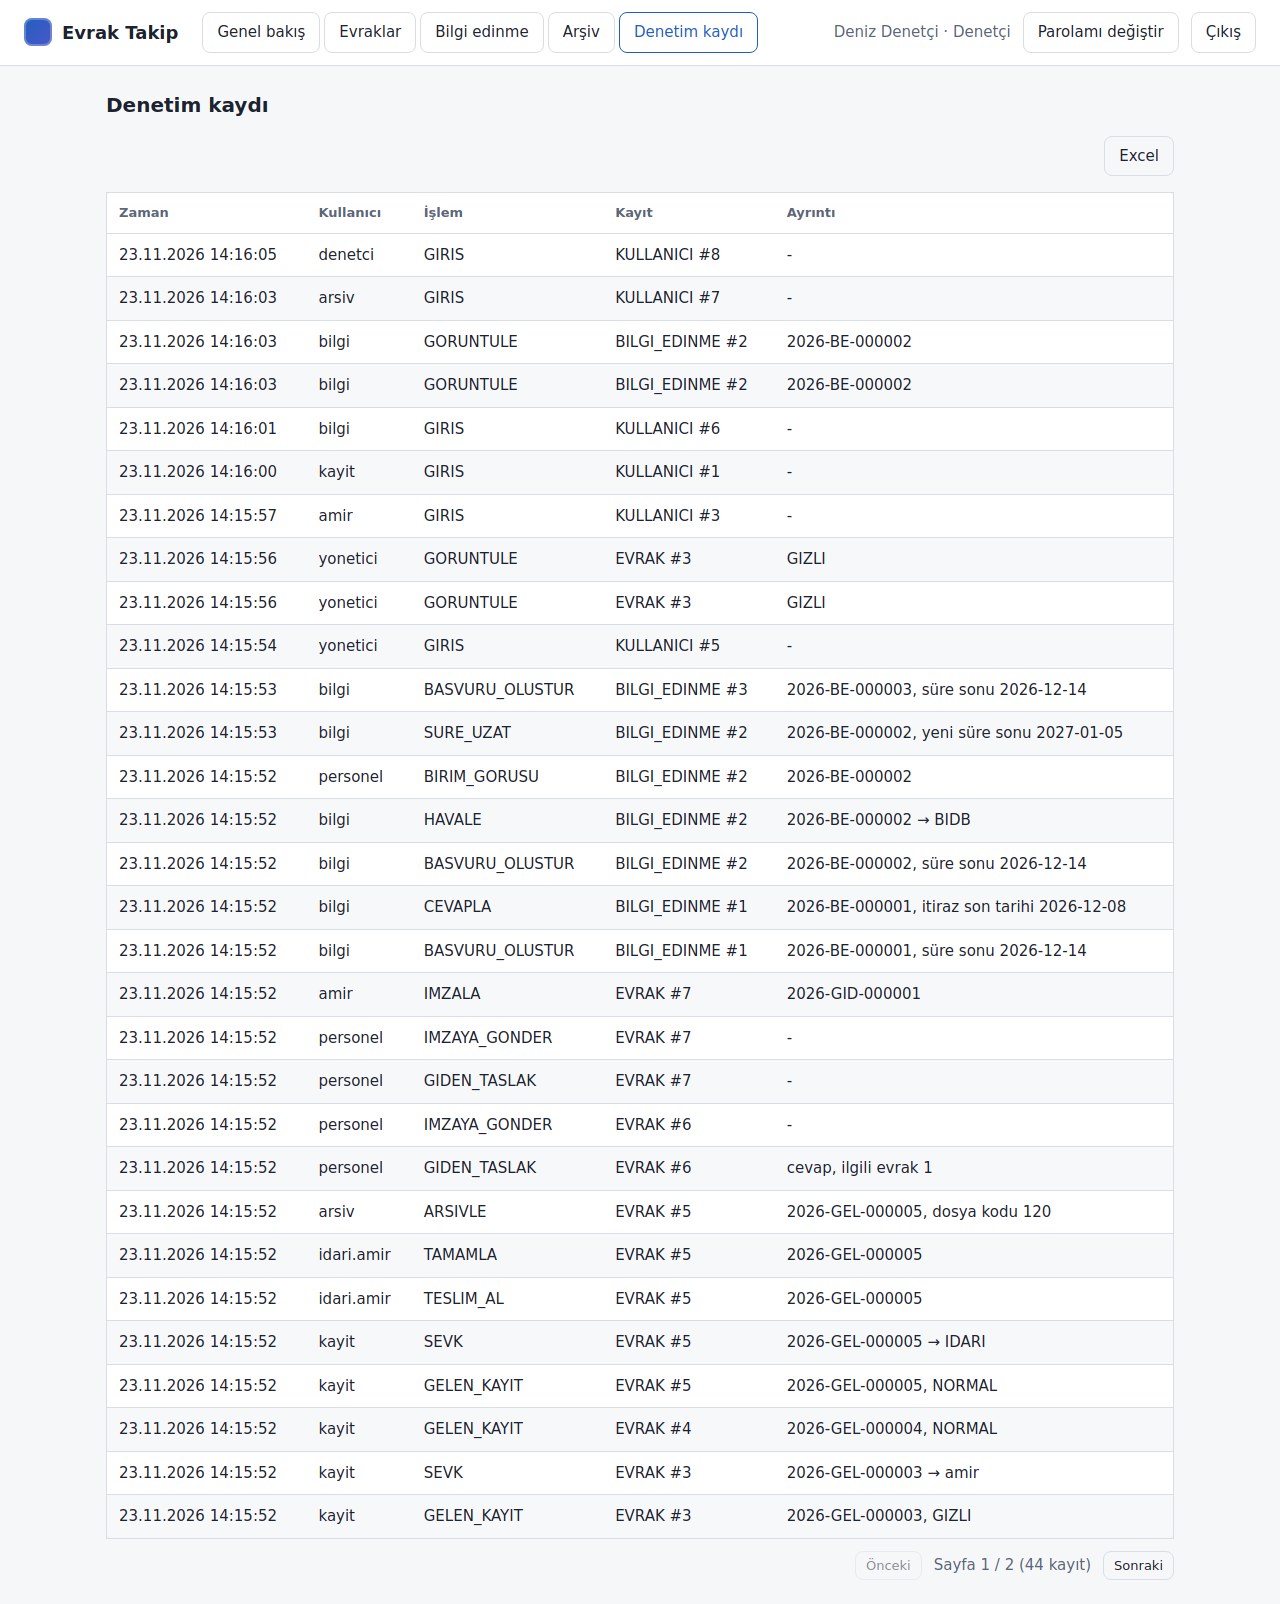 Evrak Takip Genel bakış Evraklar Bilgi edinme Arşiv Denetim kaydı Deniz Denetçi · Denetçi Parolamı değiştir Çıkış
Denetim kaydı
Excel
Zaman Kullanıcı İşlem Kayıt Ayrıntı
23.11.2026 14:16:05 denetci GIRIS KULLANICI #8 -
23.11.2026 14:16:03 arsiv GIRIS KULLANICI #7 -
23.11.2026 14:16:03 bilgi GORUNTULE BILGI_EDINME #2 2026-BE-000002
23.11.2026 14:16:03 bilgi GORUNTULE BILGI_EDINME #2 2026-BE-000002
23.11.2026 14:16:01 bilgi GIRIS KULLANICI #6 -
23.11.2026 14:16:00 kayit GIRIS KULLANICI #1 -
23.11.2026 14:15:57 amir GIRIS KULLANICI #3 -
23.11.2026 14:15:56 yonetici GORUNTULE EVRAK #3 GIZLI
23.11.2026 14:15:56 yonetici GORUNTULE EVRAK #3 GIZLI
23.11.2026 14:15:54 yonetici GIRIS KULLANICI #5 -
23.11.2026 14:15:53 bilgi BASVURU_OLUSTUR BILGI_EDINME #3 2026-BE-000003, süre sonu 2026-12-14
23.11.2026 14:15:53 bilgi SURE_UZAT BILGI_EDINME #2 2026-BE-000002, yeni süre sonu 2027-01-05
23.11.2026 14:15:52 personel BIRIM_GORUSU BILGI_EDINME #2 2026-BE-000002
23.11.2026 14:15:52 bilgi HAVALE BILGI_EDINME #2 2026-BE-000002 → BIDB
23.11.2026 14:15:52 bilgi BASVURU_OLUSTUR BILGI_EDINME #2 2026-BE-000002, süre sonu 2026-12-14
23.11.2026 14:15:52 bilgi CEVAPLA BILGI_EDINME #1 2026-BE-000001, itiraz son tarihi 2026-12-08
23.11.2026 14:15:52 bilgi BASVURU_OLUSTUR BILGI_EDINME #1 2026-BE-000001, süre sonu 2026-12-14
23.11.2026 14:15:52 amir IMZALA EVRAK #7 2026-GID-000001
23.11.2026 14:15:52 personel IMZAYA_GONDER EVRAK #7 -
23.11.2026 14:15:52 personel GIDEN_TASLAK EVRAK #7 -
23.11.2026 14:15:52 personel IMZAYA_GONDER EVRAK #6 -
23.11.2026 14:15:52 personel GIDEN_TASLAK EVRAK #6 cevap, ilgili evrak 1
23.11.2026 14:15:52 arsiv ARSIVLE EVRAK #5 2026-GEL-000005, dosya kodu 120
23.11.2026 14:15:52 idari.amir TAMAMLA EVRAK #5 2026-GEL-000005
23.11.2026 14:15:52 idari.amir TESLIM_AL EVRAK #5 2026-GEL-000005
23.11.2026 14:15:52 kayit SEVK EVRAK #5 2026-GEL-000005 → IDARI
23.11.2026 14:15:52 kayit GELEN_KAYIT EVRAK #5 2026-GEL-000005, NORMAL
23.11.2026 14:15:52 kayit GELEN_KAYIT EVRAK #4 2026-GEL-000004, NORMAL
23.11.2026 14:15:52 kayit SEVK EVRAK #3 2026-GEL-000003 → amir
23.11.2026 14:15:52 kayit GELEN_KAYIT EVRAK #3 2026-GEL-000003, GIZLI
Önceki Sayfa 1 / 2 (44 kayıt) Sonraki